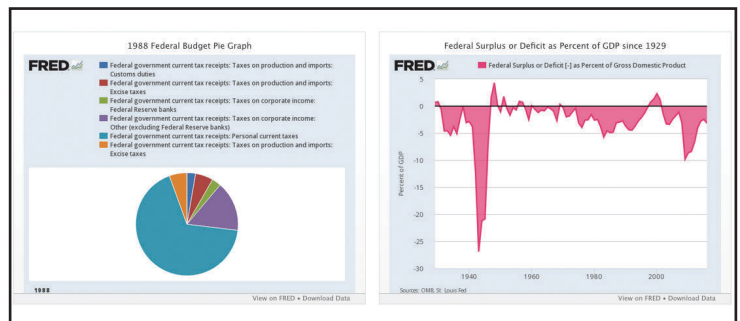 1988 Federal Budget Pie Graph
FRED
Federal government current tax receipts: Taxes on production and imports:
Customs duties
Federal government current tax receipts: Taxes on production and imports:
Excise taxes
Federal government current tax receipts: Taxes on corporate income:
Federal Reserve banks
Federal government current tax receipts: Taxes on corporate income:
Other (excluding Federal Reserve banks)
Federal government current tax receipts: Personal current taxes
Federal government current tax receipts: Taxes on production and imports:
Excise taxes
1988
View on FRED • Download Data
Federal Surplus or Deficit as Percent of GDP since 1929
FRED
Federal Surplus or Deficit [-] as Percent of Gross Domestic Product
Percent of GDP
5
0
-5
-10
-15
-20
-25
-30
1940
1960
1980
2000
Sources: OMB, St. Louis Fed
View on FRED • Download Data